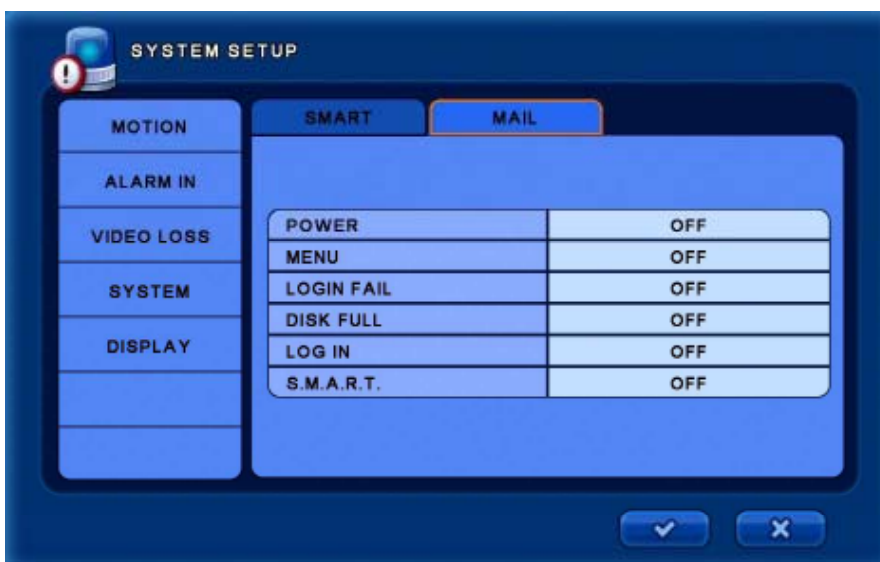 SYSTEM SETUP
SMART MAIL
MOTION
ALARM IN
VIDEO LOSS
SYSTEM
DISPLAY
POWER OFF
MENU OFF
LOGIN FAIL OFF
DISK FULL OFF
LOG IN OFF
S.M.A.R.T. OFF